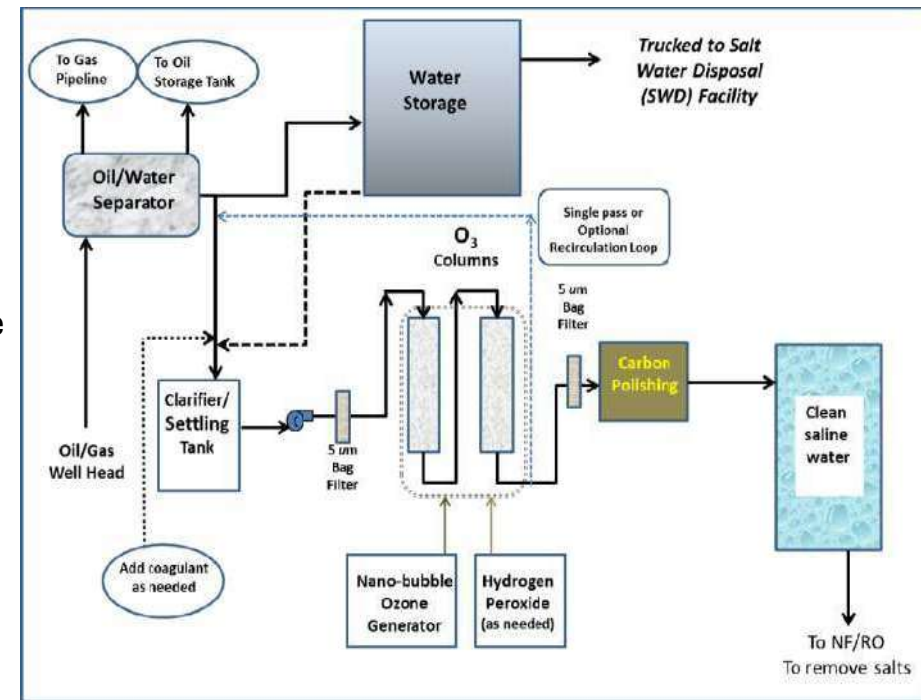 To Gas
Pipeline
To Oil
Storage Tank
Water
Storage
Trucked to Salt
Water Disposal
(SWD) Facility
Oil/Water
Separator
Single pass or
Optional
Recirculation Loop
O₃
Columns
5 um
Bag
Filter
e
Carbon
Polishing
Clarifier/
Settling
Tank
Clean
saline
water
Oil/Gas
Well Head
5 um
Bag
Filter
Add coagulant
as needed
Nano-bubble
Ozone
Generator
Hydrogen
Peroxide
(as needed)
To NF/RO
To remove salts